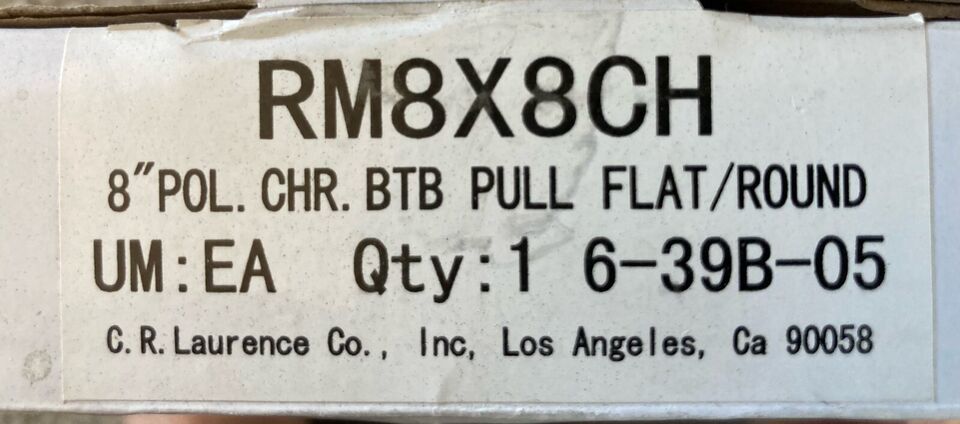 RM8X8CH
8"POL. CHR. BTB PULL FLAT/ROUND
UM:EA Qty:1 6-39B-05
C.R.Laurence Co., Inc, Los Angeles, Ca 90058